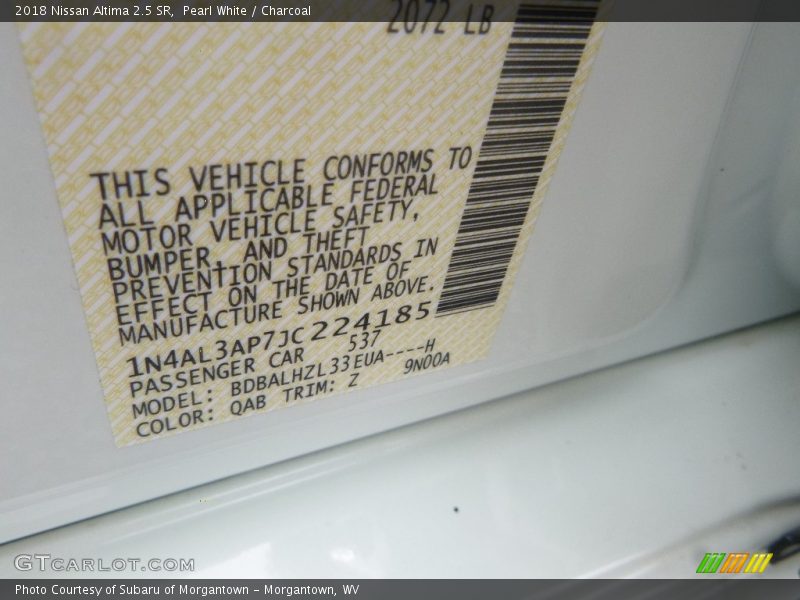 2018 Nissan Altima 2.5 SR, Pearl White / Charcoal
2072 LB
THIS VEHICLE CONFORMS TO
ALL APPLICABLE FEDERAL
MOTOR VEHICLE SAFETY,
BUMPER, AND THEFT
PREVENTION STANDARDS IN
EFFECT ON THE DATE OF
MANUFACTURE SHOWN ABOVE.
1N4AL3AP7JC224185
PASSENGER CAR 537
MODEL: BDBALHZL33EUA----H
COLOR: QAB TRIM: Z 9N00A
GTCARLOT.COM
Photo Courtesy of Subaru of Morgantown – Morgantown, WV